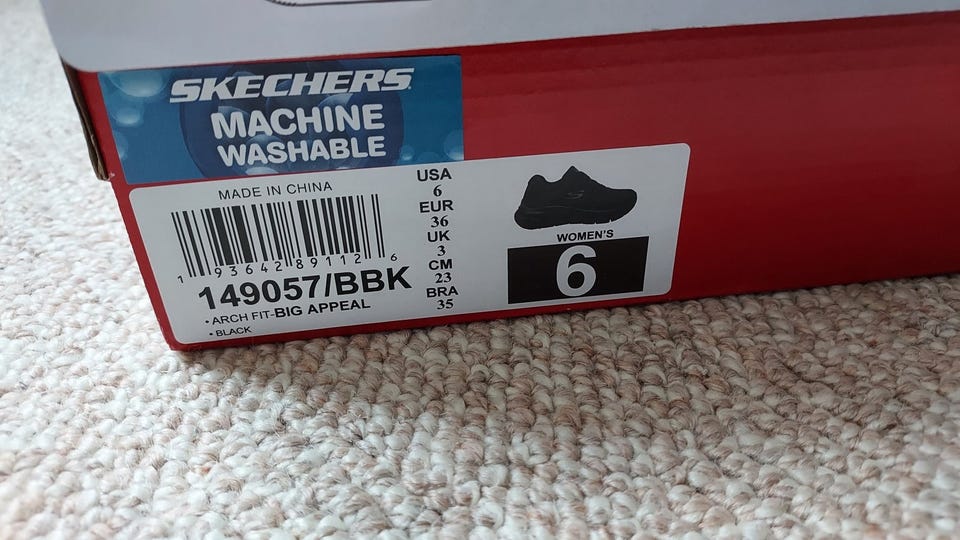 SKECHERS
MACHINE
WASHABLE
MADE IN CHINA
1 93642 89112 6
149057/BBK
• ARCH FIT-BIG APPEAL
• BLACK
USA
6
EUR
36
UK
3
CM
23
BRA
35
WOMEN'S
6